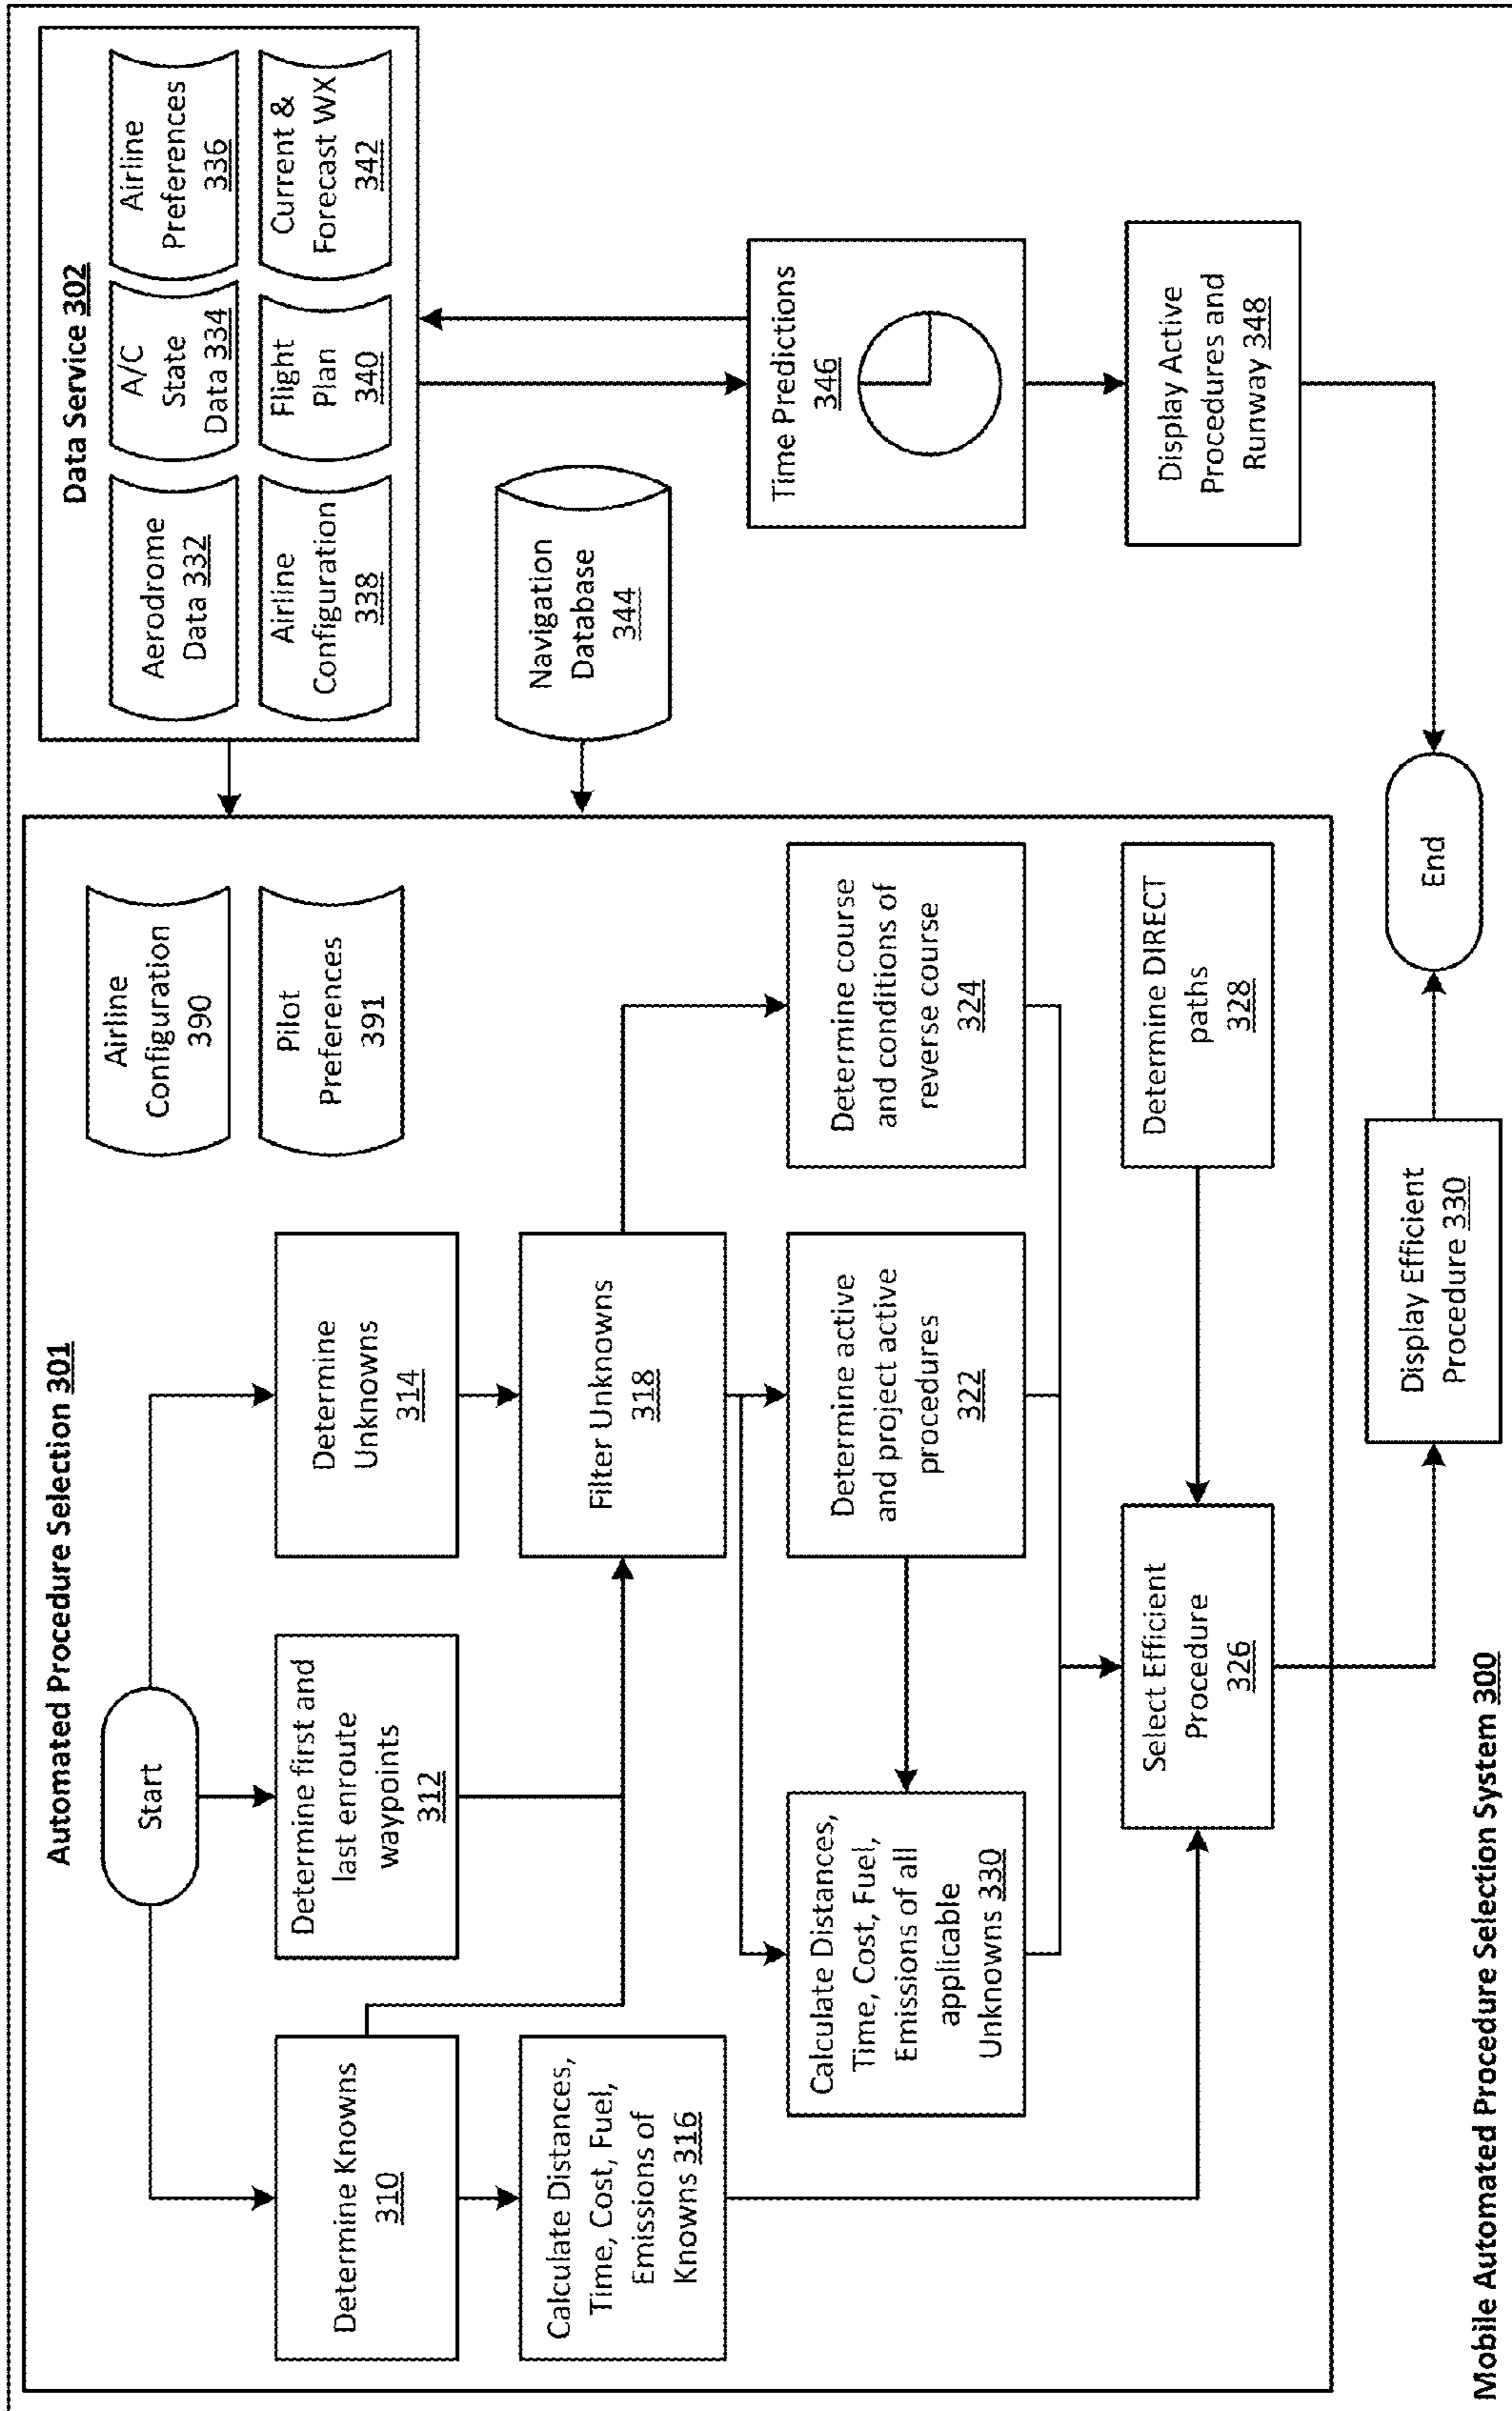 Automated Procedure Selection 301
Start
Determine Knowns
310
Determine first and
last enroute
waypoints
312
Determine
Unknowns
314
Airline
Configuration
390
Pilot
Preferences
391
Calculate Distances,
Time, Cost, Fuel,
Emissions of
Knowns 316
Filter Unknowns
318
Calculate Distances,
Time, Cost, Fuel,
Emissions of all
applicable
Unknowns 330
Determine active
and project active
procedures
322
Determine course
and conditions of
reverse course
324
Select Efficient
Procedure
326
Determine DIRECT
paths
328
Display Efficient
Procedure 330
End
Data Service 302
Aerodrome
Data 332
A/C
State
Data 334
Airline
Preferences
336
Airline
Configuration
338
Flight
Plan
340
Current &
Forecast WX
342
Navigation
Database
344
Time Predictions
346
Display Active
Procedures and
Runway 348
Mobile Automated Procedure Selection System 300